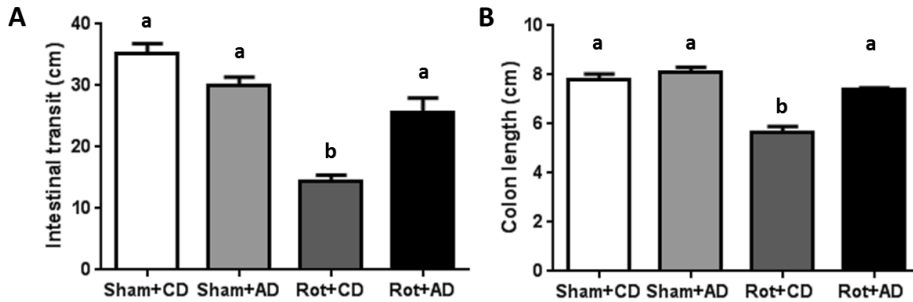 A
Intestinal transit (cm)
40
30
20
10
0
a
a
b
a
Sham+CD Sham+AD Rot+CD Rot+AD
B
Colon length (cm)
10
8
6
4
2
0
a
a
b
a
Sham+CD Sham+AD Rot+CD Rot+AD